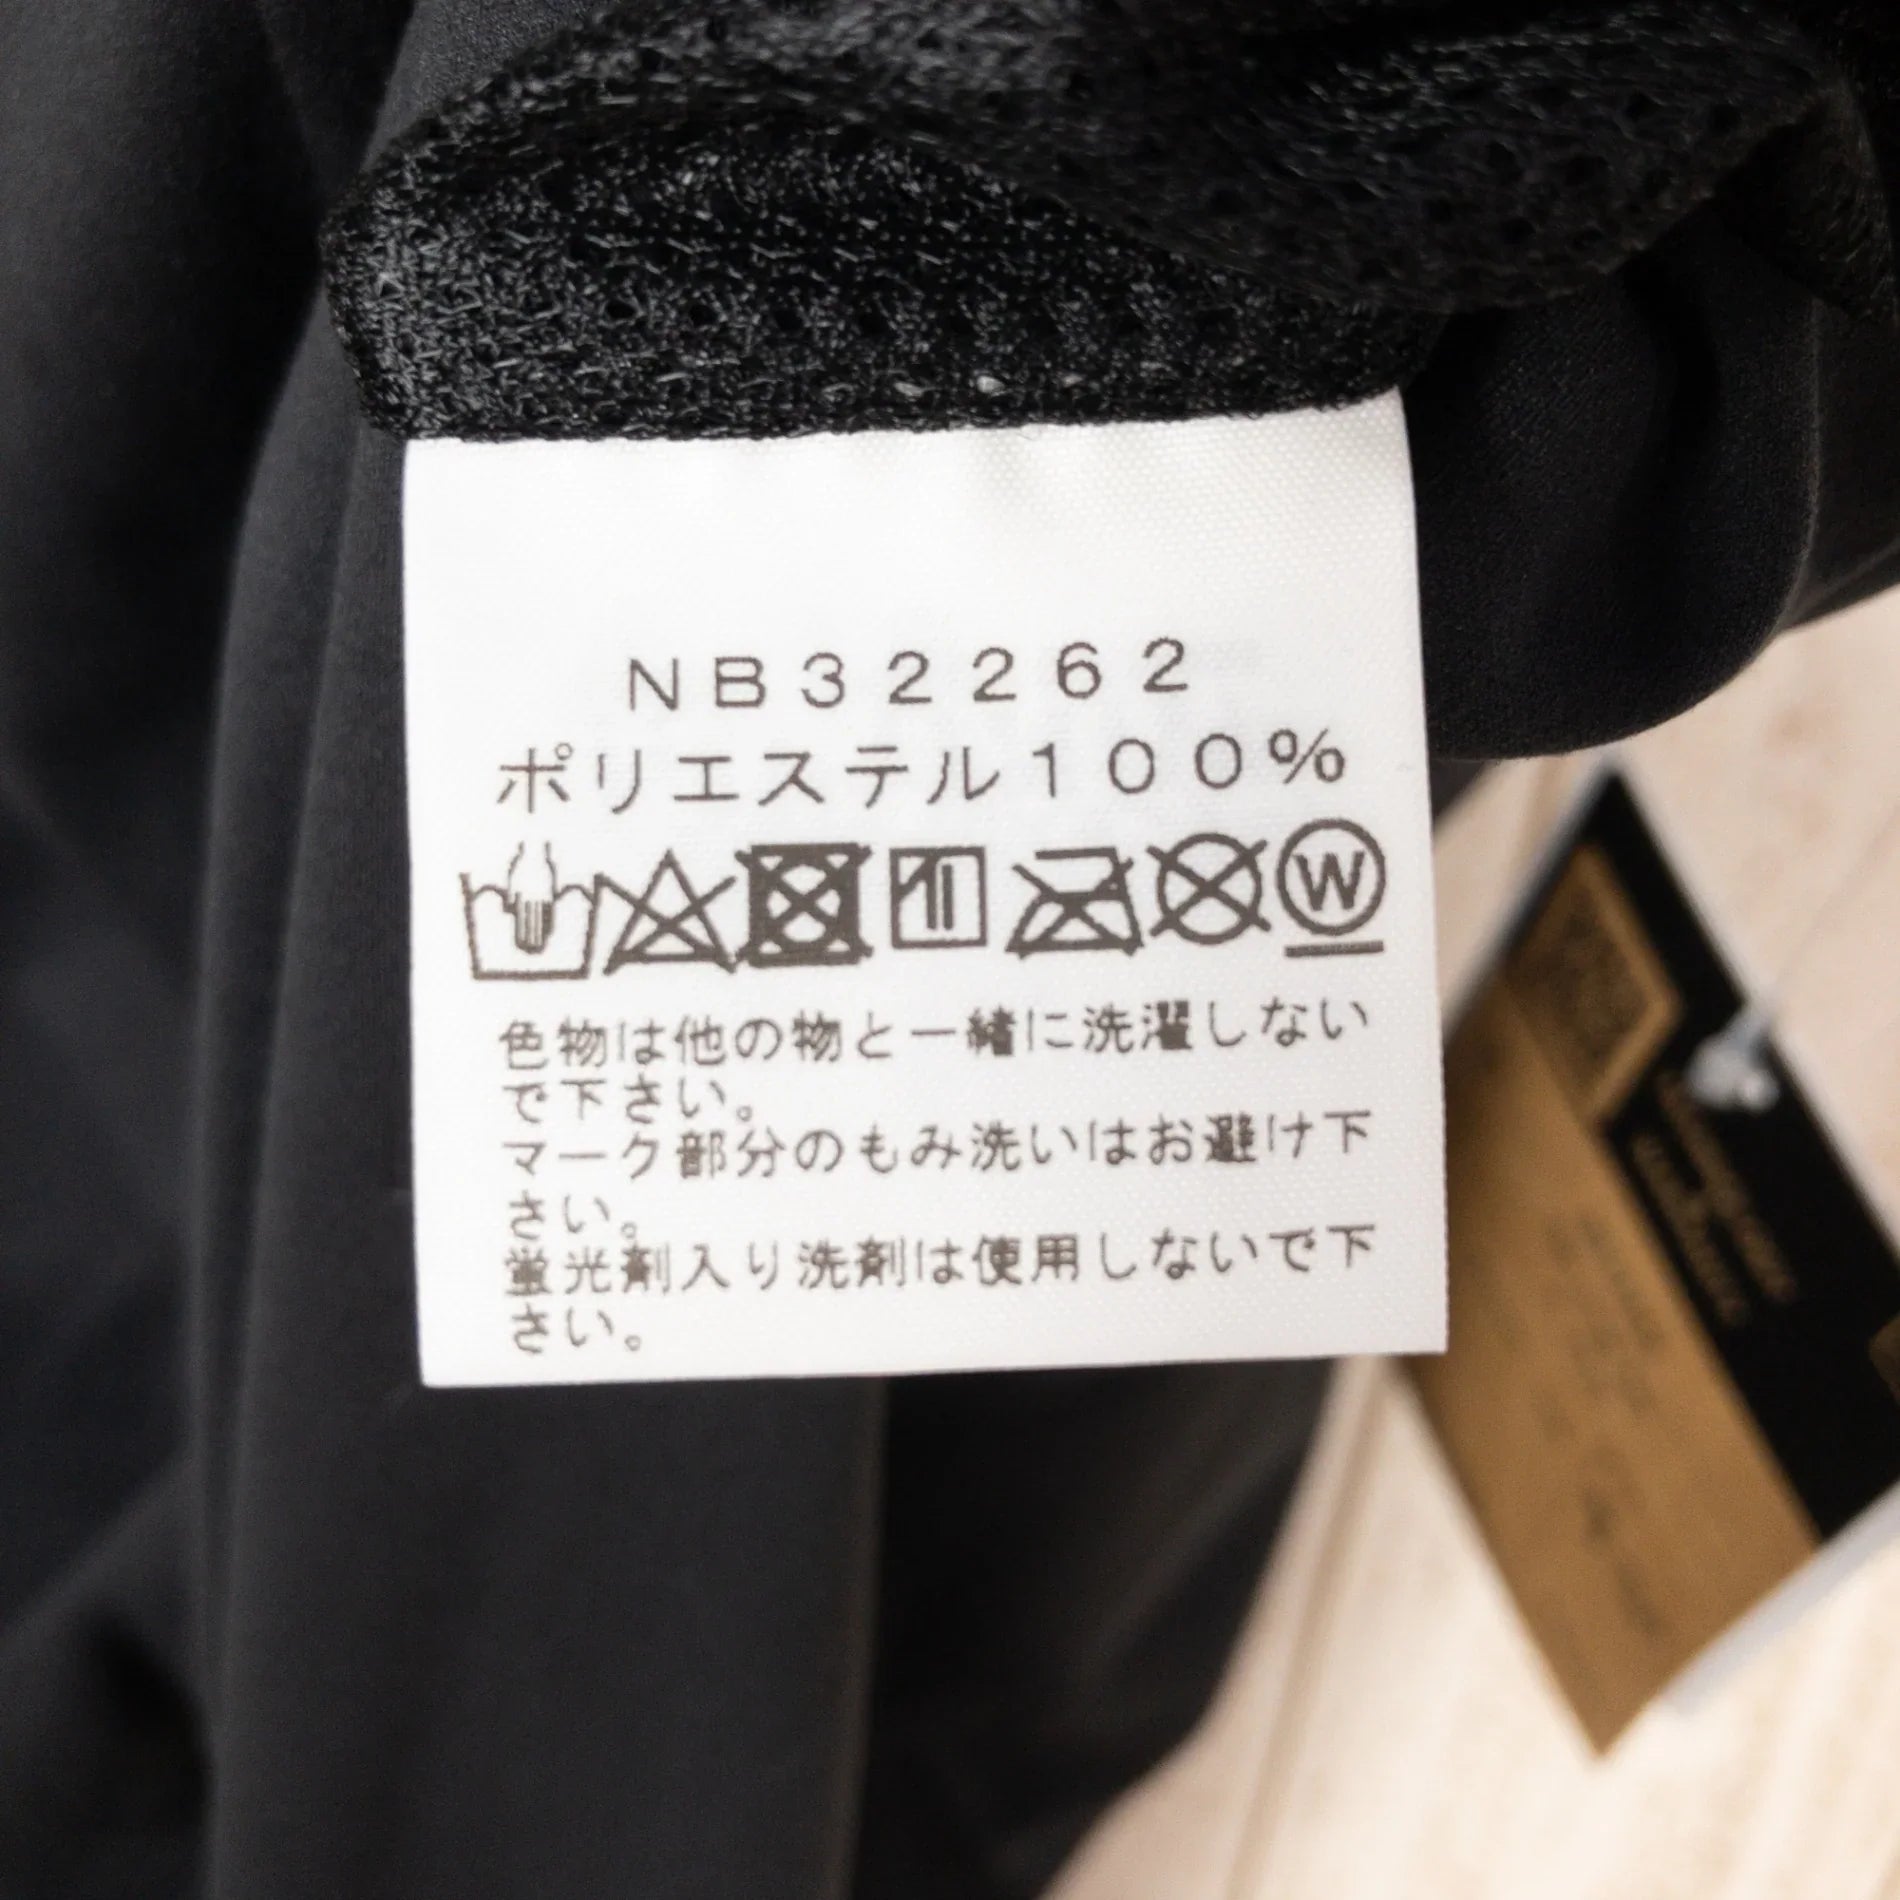 NB32262
ポリエステル100%
W
色物は他の物と一緒に洗濯しない
で下さい。
マーク部分のもみ洗いはお避け下
さい。
蛍光剤入り洗剤は使用しないで下
さい。